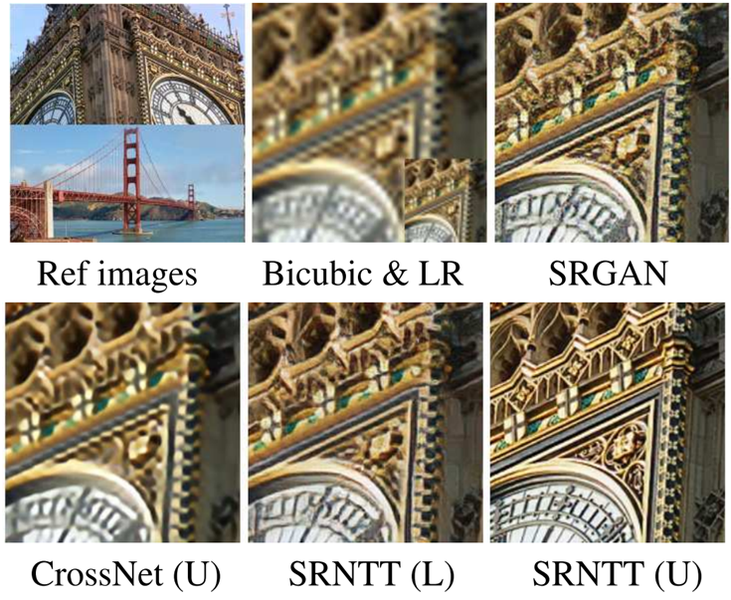 Ref images
Bicubic & LR
SRGAN
CrossNet (U)
SRNTT (L)
SRNTT (U)